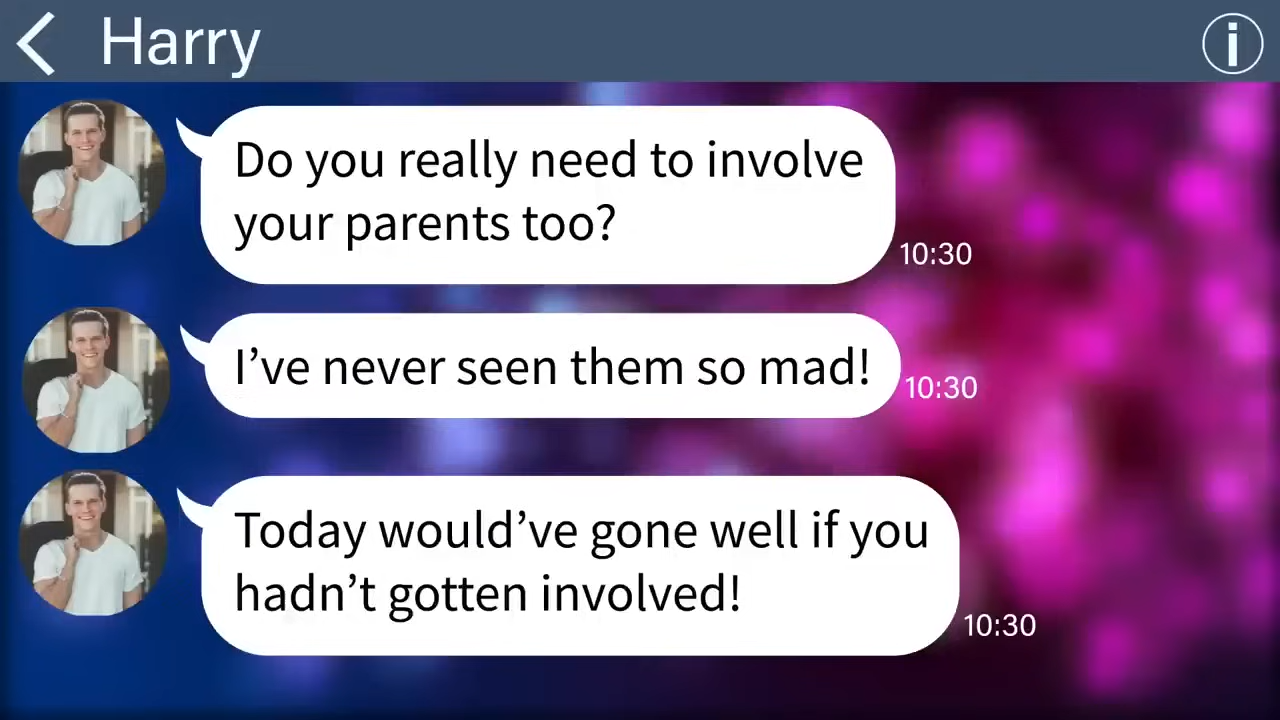 Harry
Do you really need to involve
your parents too?
10:30
I’ve never seen them so mad!
10:30
Today would’ve gone well if you
hadn’t gotten involved!
10:30